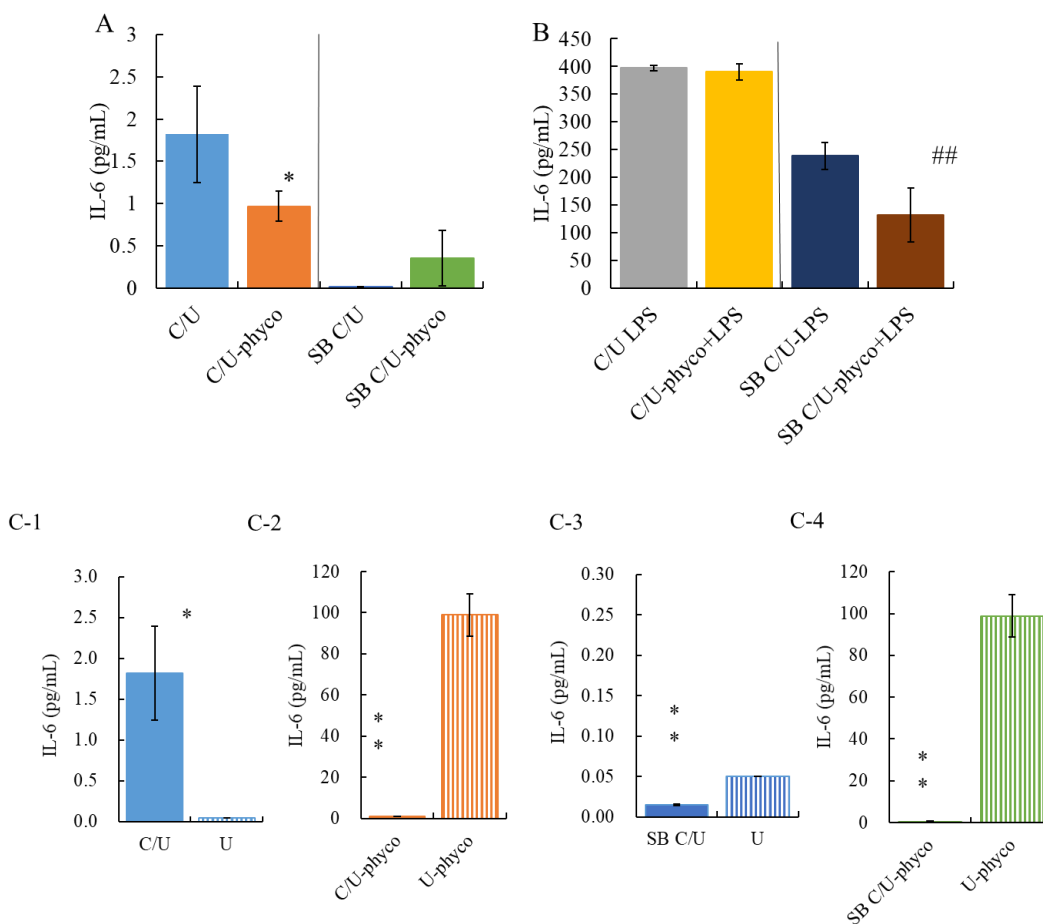 A
IL-6 (pg/mL)
3
2.5
2
1.5
1
0.5
0
*
C/U
C/U-phyco
SB C/U
SB C/U-phyco
B
IL-6 (pg/mL)
450
400
350
300
250
200
150
100
50
0
##
C/U LPS
C/U-phyco+LPS
SB C/U-LPS
SB C/U-phyco+LPS
C-1
IL-6 (pg/mL)
3.0
2.5
2.0
1.5
1.0
0.5
0.0
*
C/U
U
C-2
IL-6 (pg/mL)
120
100
80
60
40
20
0
*
*
C/U-phyco
U-phyco
C-3
IL-6 (pg/mL)
0.30
0.25
0.20
0.15
0.10
0.05
0.00
*
*
SB C/U
U
C-4
IL-6 (pg/mL)
120
100
80
60
40
20
0
*
*
SB C/U-phyco
U-phyco